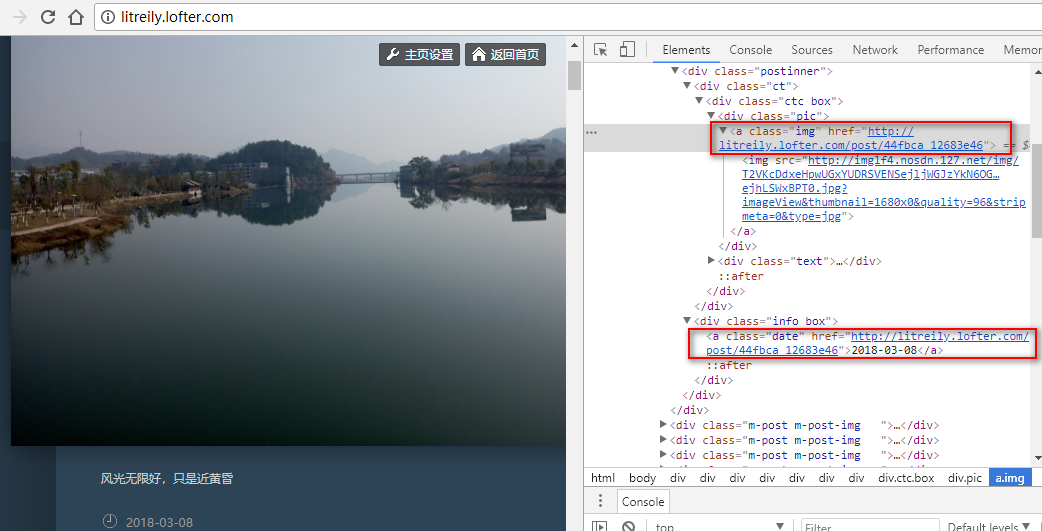 litreily.lofter.com
主页设置
返回首页
风光无限好，只是近黄昏
2018-03-08
Elements Console Sources Network Performance Memor
▼<div class="postinner">
▼<div class="ct">
▼<div class="ctc box">
▼<div class="pic">
▼<a class="img" href="http://
litreily.lofter.com/post/44fbca_12683e46"> == $
<img src="http://imglf4.nosdn.127.net/img/
T2VKcDdxeHpwUGxYUDRSVENSejljWGJzYkN6OG…
ejhLSWxBPT0.jpg?
imageView&thumbnail=1680x0&quality=96&strip
meta=0&type=jpg">
</a>
</div>
▶<div class="text">…</div>
::after
</div>
</div>
▼<div class="info box">
<a class="date" href="http://litreily.lofter.com/
post/44fbca_12683e46">2018-03-08</a>
::after
</div>
</div>
</div>
▶<div class="m-post m-post-img   ">…</div>
▶<div class="m-post m-post-img   ">…</div>
▶<div class="m-post m-post-img   ">…</div>
html body div div div div div div div div.ctc.box div.pic a.img
Console
top
Filter
Default levels